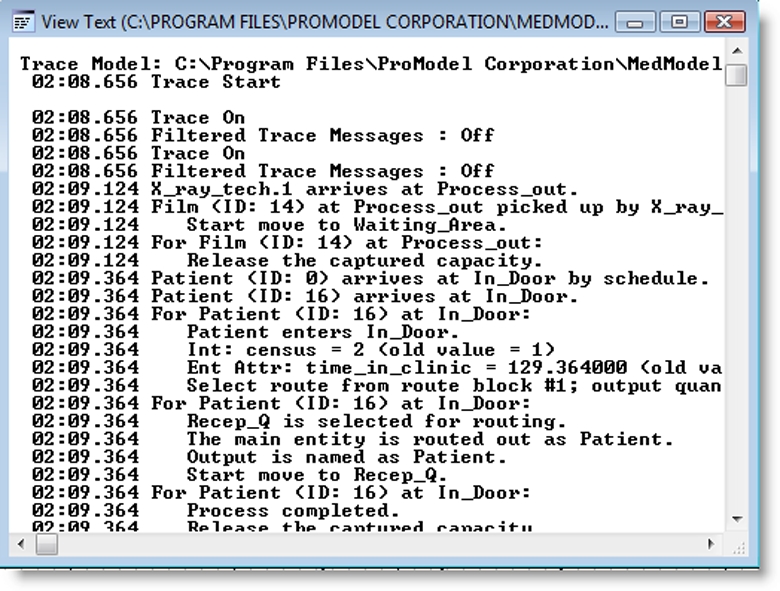 View Text (C:\PROGRAM FILES\PROMODEL CORPORATION\MEDMOD...
Trace Model: C:\Program Files\ProModel Corporation\MedModel
02:08.656 Trace Start
02:08.656 Trace On
02:08.656 Filtered Trace Messages : Off
02:08.656 Trace On
02:08.656 Filtered Trace Messages : Off
02:09.124 X_ray_tech.1 arrives at Process_out.
02:09.124 Film (ID: 14) at Process_out picked up by X_ray_
02:09.124 Start move to Waiting_Area.
02:09.124 For Film (ID: 14) at Process_out:
02:09.124 Release the captured capacity.
02:09.364 Patient (ID: 0) arrives at In_Door by schedule.
02:09.364 Patient (ID: 16) arrives at In_Door.
02:09.364 For Patient (ID: 16) at In_Door:
02:09.364 Patient enters In_Door.
02:09.364 Int: census = 2 (old value = 1)
02:09.364 Ent Attr: time_in_clinic = 129.364000 (old va
02:09.364 Select route from route block #1; output quan
02:09.364 For Patient (ID: 16) at In_Door:
02:09.364 Recep_Q is selected for routing.
02:09.364 The main entity is routed out as Patient.
02:09.364 Output is named as Patient.
02:09.364 Start move to Recep_Q.
02:09.364 For Patient (ID: 16) at In_Door:
02:09.364 Process completed.
02:09.364 Release the captured capacity